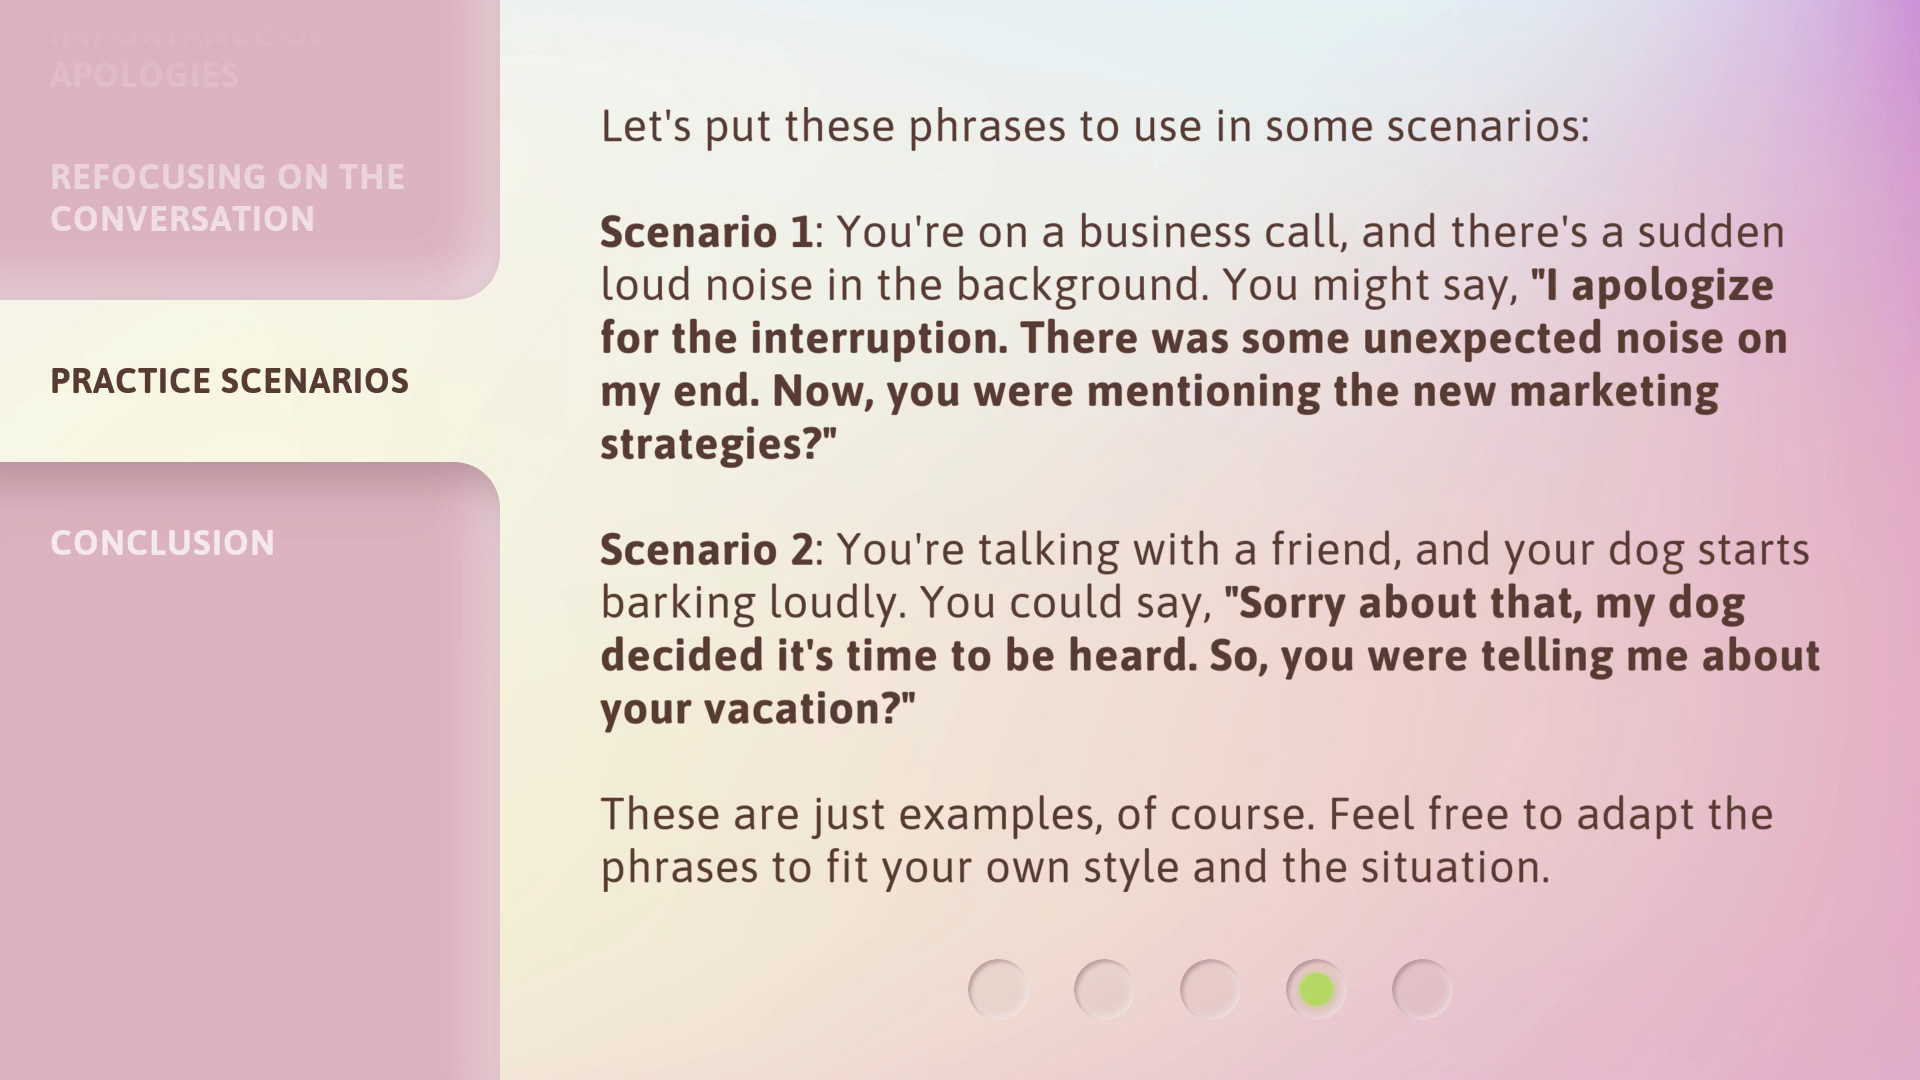 IMPORTANCE OF
APOLOGIES
REFOCUSING ON THE
CONVERSATION
PRACTICE SCENARIOS
CONCLUSION
Let's put these phrases to use in some scenarios:
Scenario 1: You're on a business call, and there's a sudden
loud noise in the background. You might say, "I apologize
for the interruption. There was some unexpected noise on
my end. Now, you were mentioning the new marketing
strategies?"
Scenario 2: You're talking with a friend, and your dog starts
barking loudly. You could say, "Sorry about that, my dog
decided it's time to be heard. So, you were telling me about
your vacation?"
These are just examples, of course. Feel free to adapt the
phrases to fit your own style and the situation.